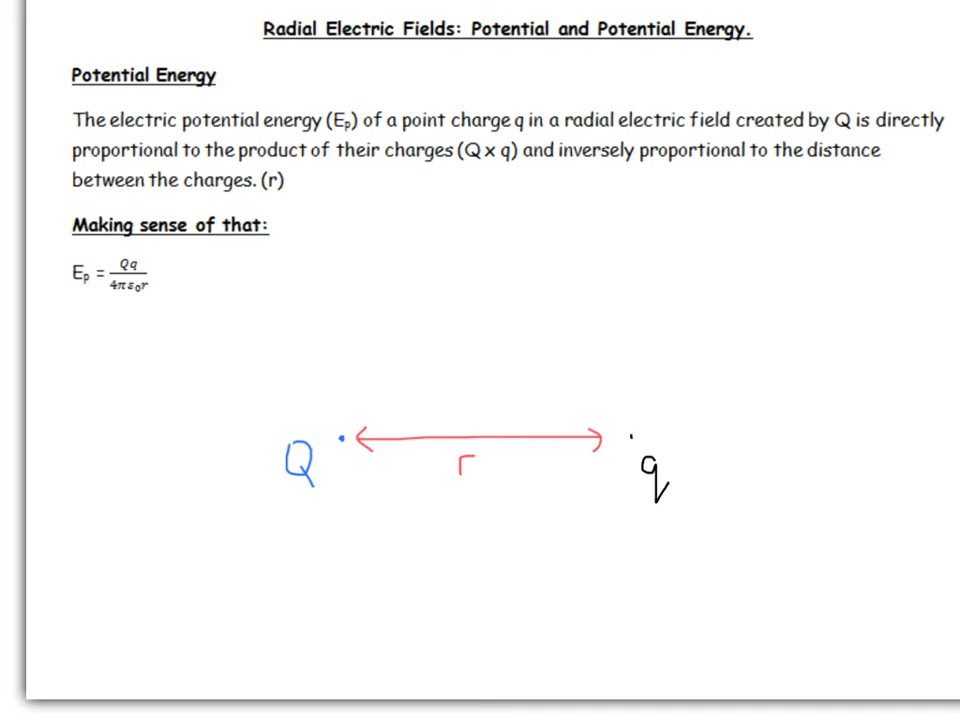 Radial Electric Fields: Potential and Potential Energy.
Potential Energy
The electric potential energy (Eₚ) of a point charge q in a radial electric field created by Q is directly
proportional to the product of their charges (Q x q) and inversely proportional to the distance
between the charges. (r)
Making sense of that:
Eₚ = Qq / 4πε₀r
Q r q